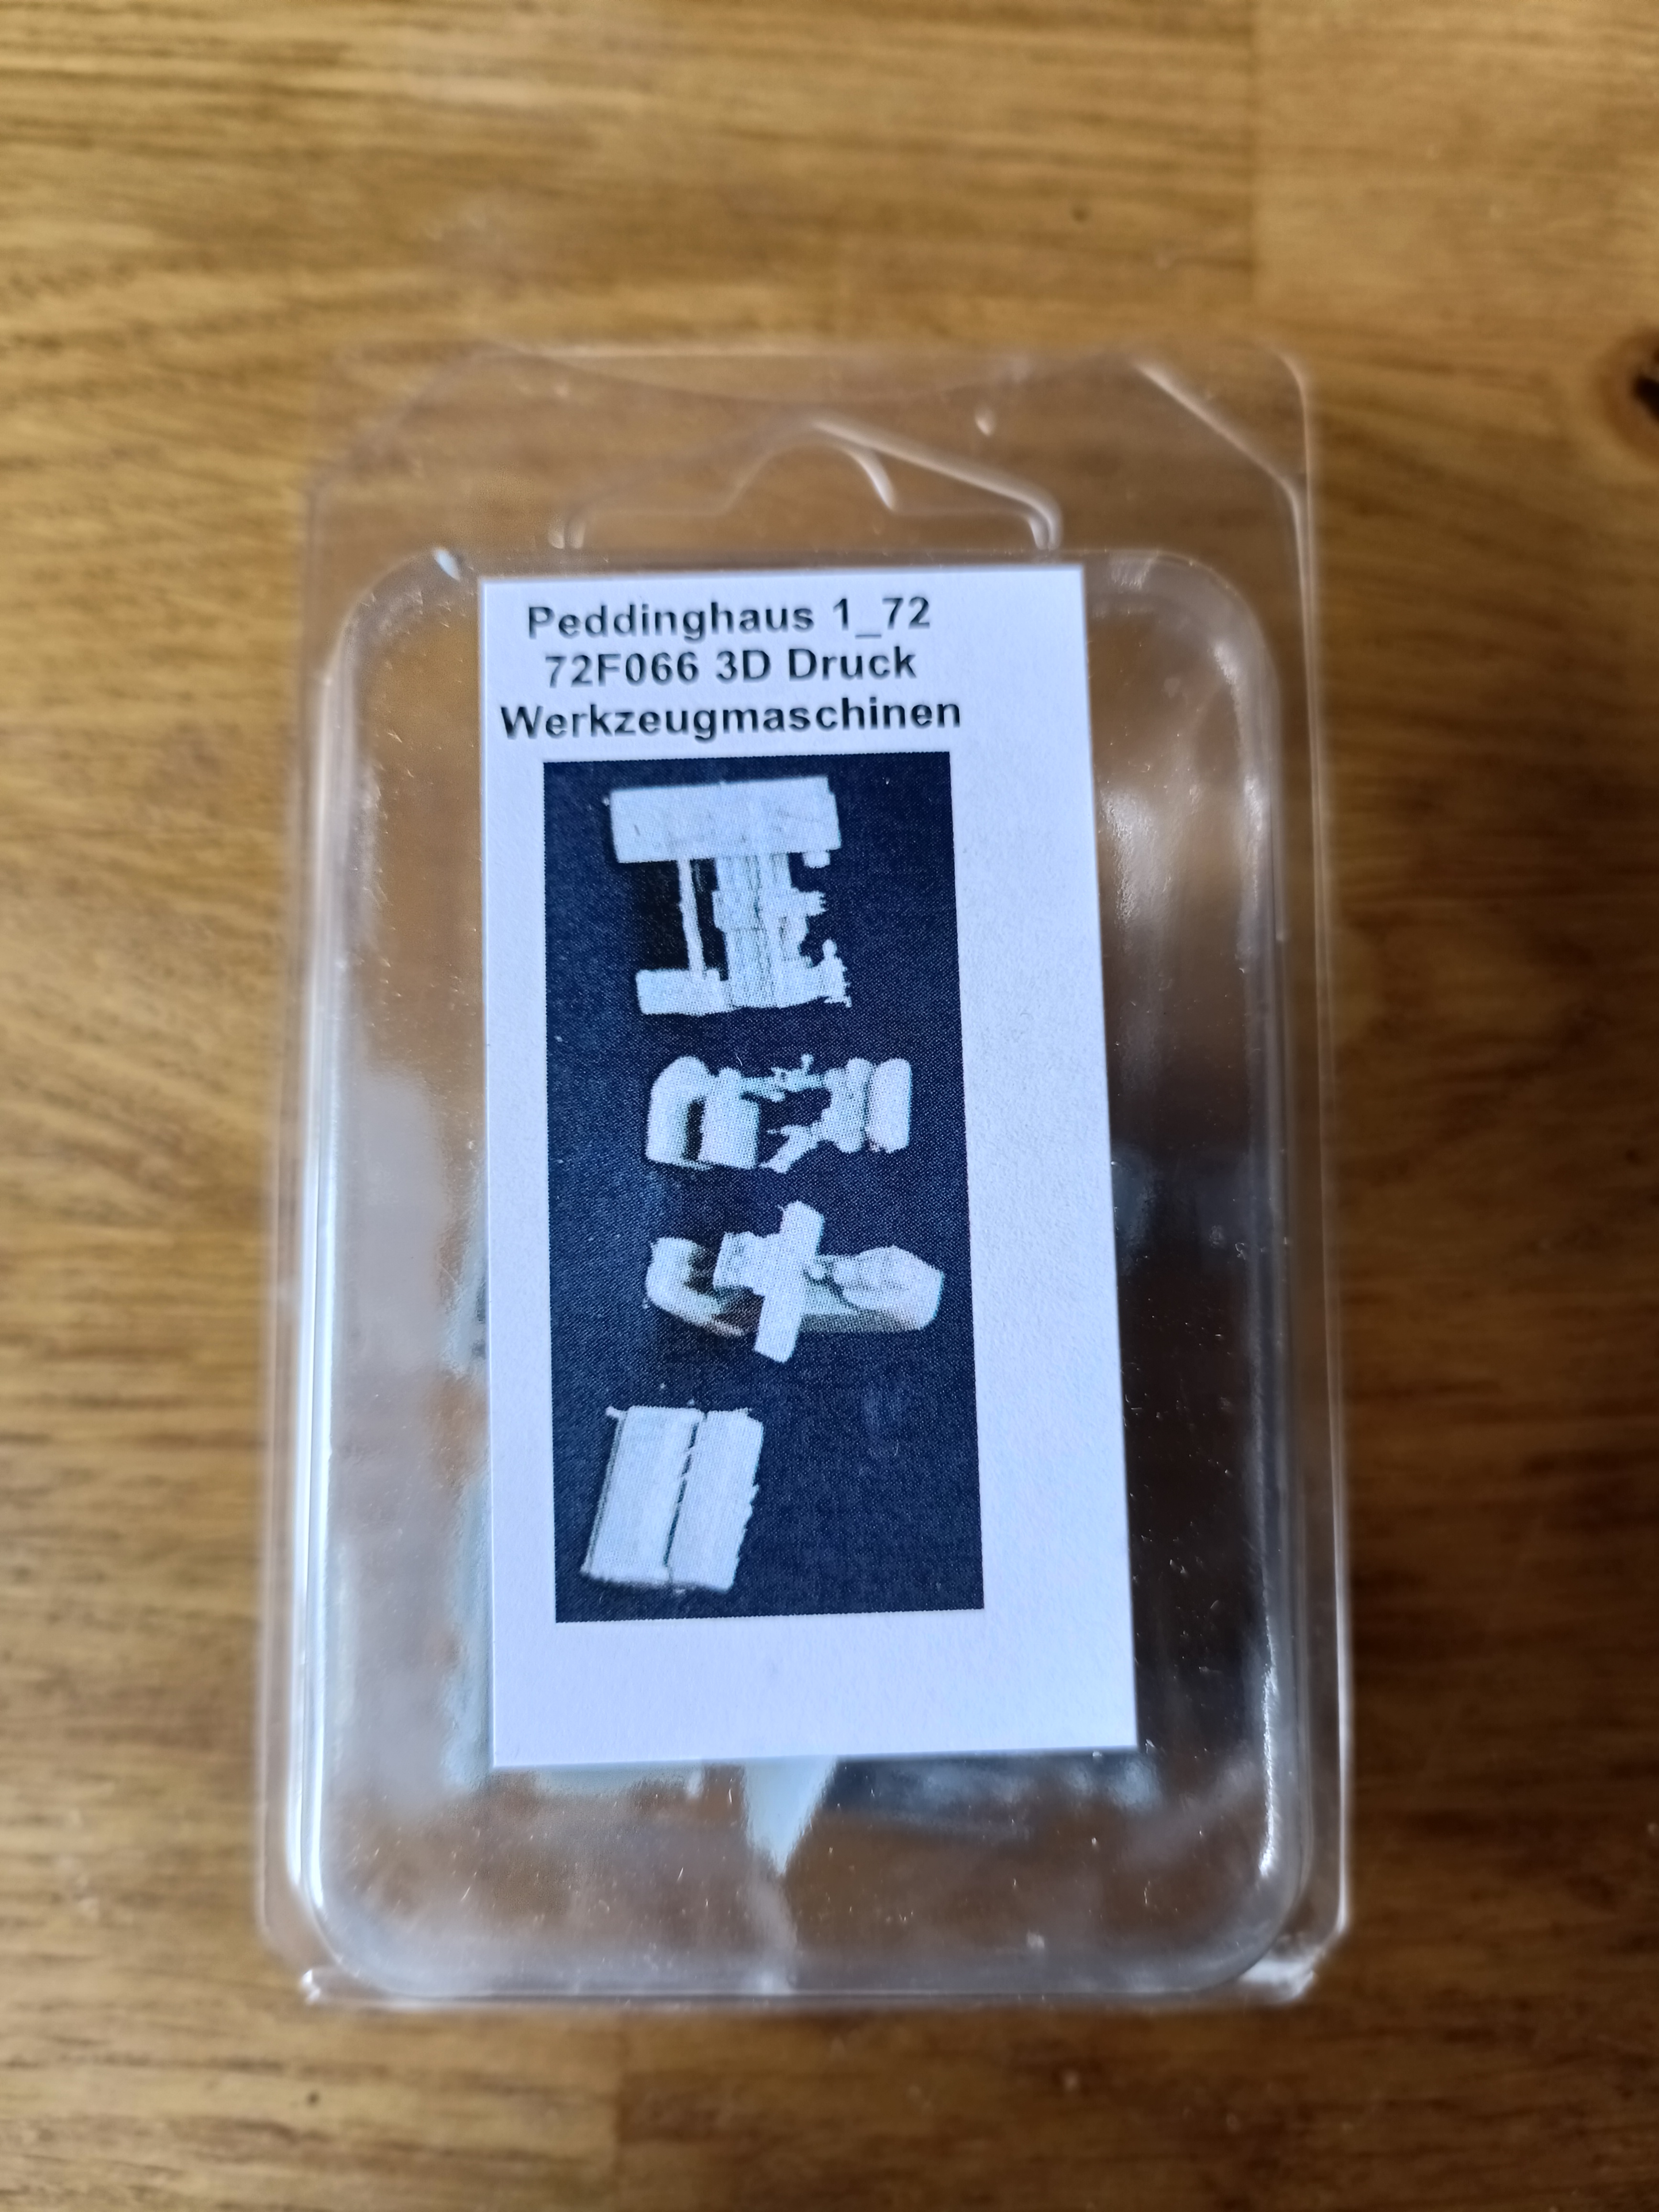 Peddinghaus 1_72
72F066 3D Druck
Werkzeugmaschinen